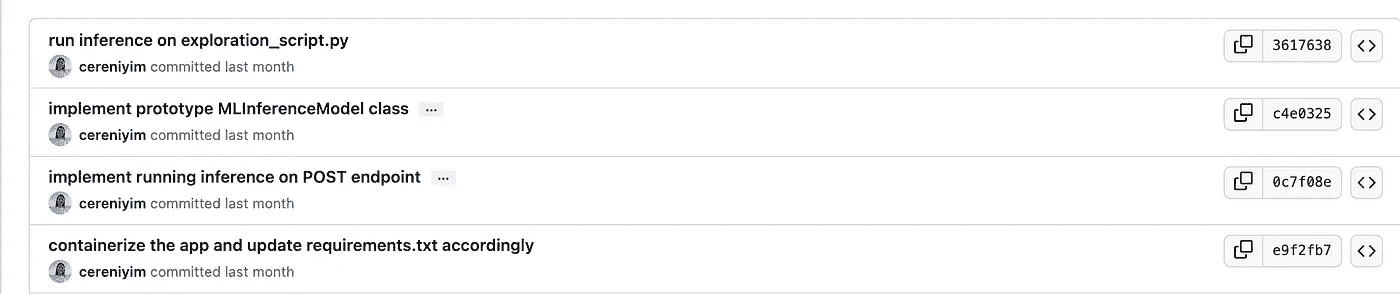 run inference on exploration_script.py
3617638
cereniyim committed last month
implement prototype MLInferenceModel class ...
c4e0325
cereniyim committed last month
implement running inference on POST endpoint ...
0c7f08e
cereniyim committed last month
containerize the app and update requirements.txt accordingly
e9f2fb7
cereniyim committed last month